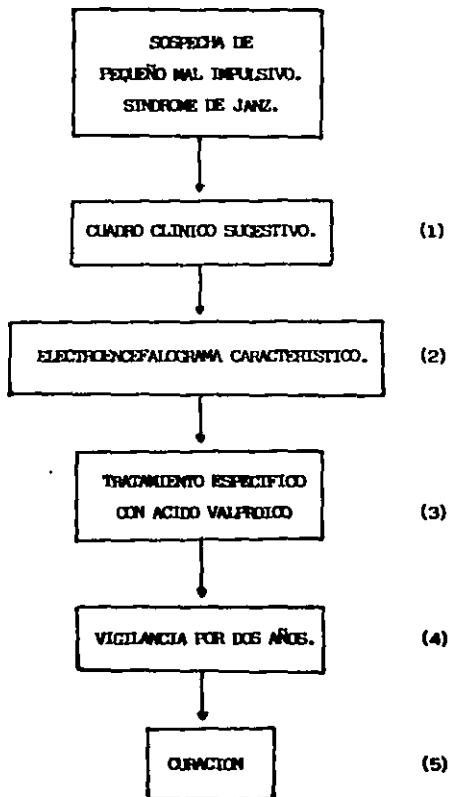 SOSPECHA DE
PEQUEÑO MAL IMPULSIVO.
SINDROME DE JANZ.
CUADRO CLINICO SUGESTIVO. (1)
ELECTROENCEFALOGRAMA CARACTERISTICO. (2)
TRATAMIENTO ESPECIFICO
CON ACIDO VALPROICO (3)
VIGILANCIA POR DOS AÑOS. (4)
CURACION (5)